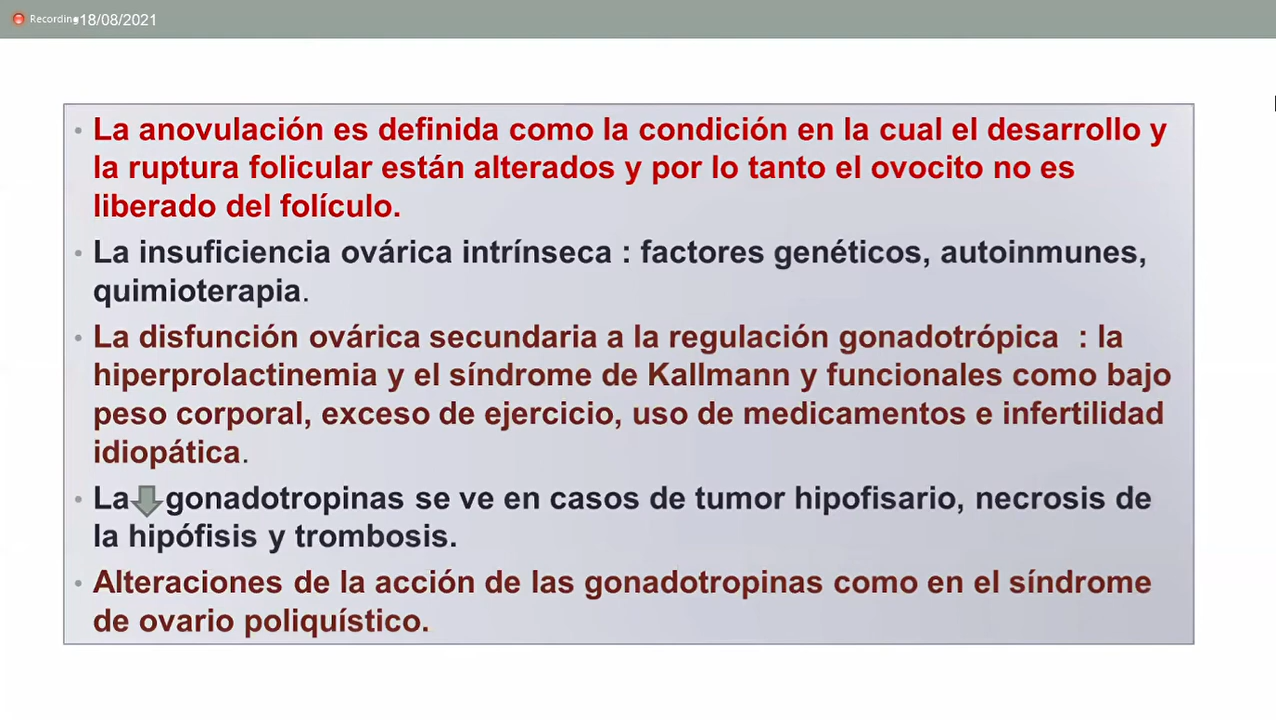 Recording 18/08/2021
• La anovulación es definida como la condición en la cual el desarrollo y
la ruptura folicular están alterados y por lo tanto el ovocito no es
liberado del folículo.
• La insuficiencia ovárica intrínseca : factores genéticos, autoinmunes,
quimioterapia.
• La disfunción ovárica secundaria a la regulación gonadotrópica : la
hiperprolactinemia y el síndrome de Kallmann y funcionales como bajo
peso corporal, exceso de ejercicio, uso de medicamentos e infertilidad
idiopática.
• La gonadotropinas se ve en casos de tumor hipofisario, necrosis de
la hipófisis y trombosis.
• Alteraciones de la acción de las gonadotropinas como en el síndrome
de ovario poliquístico.